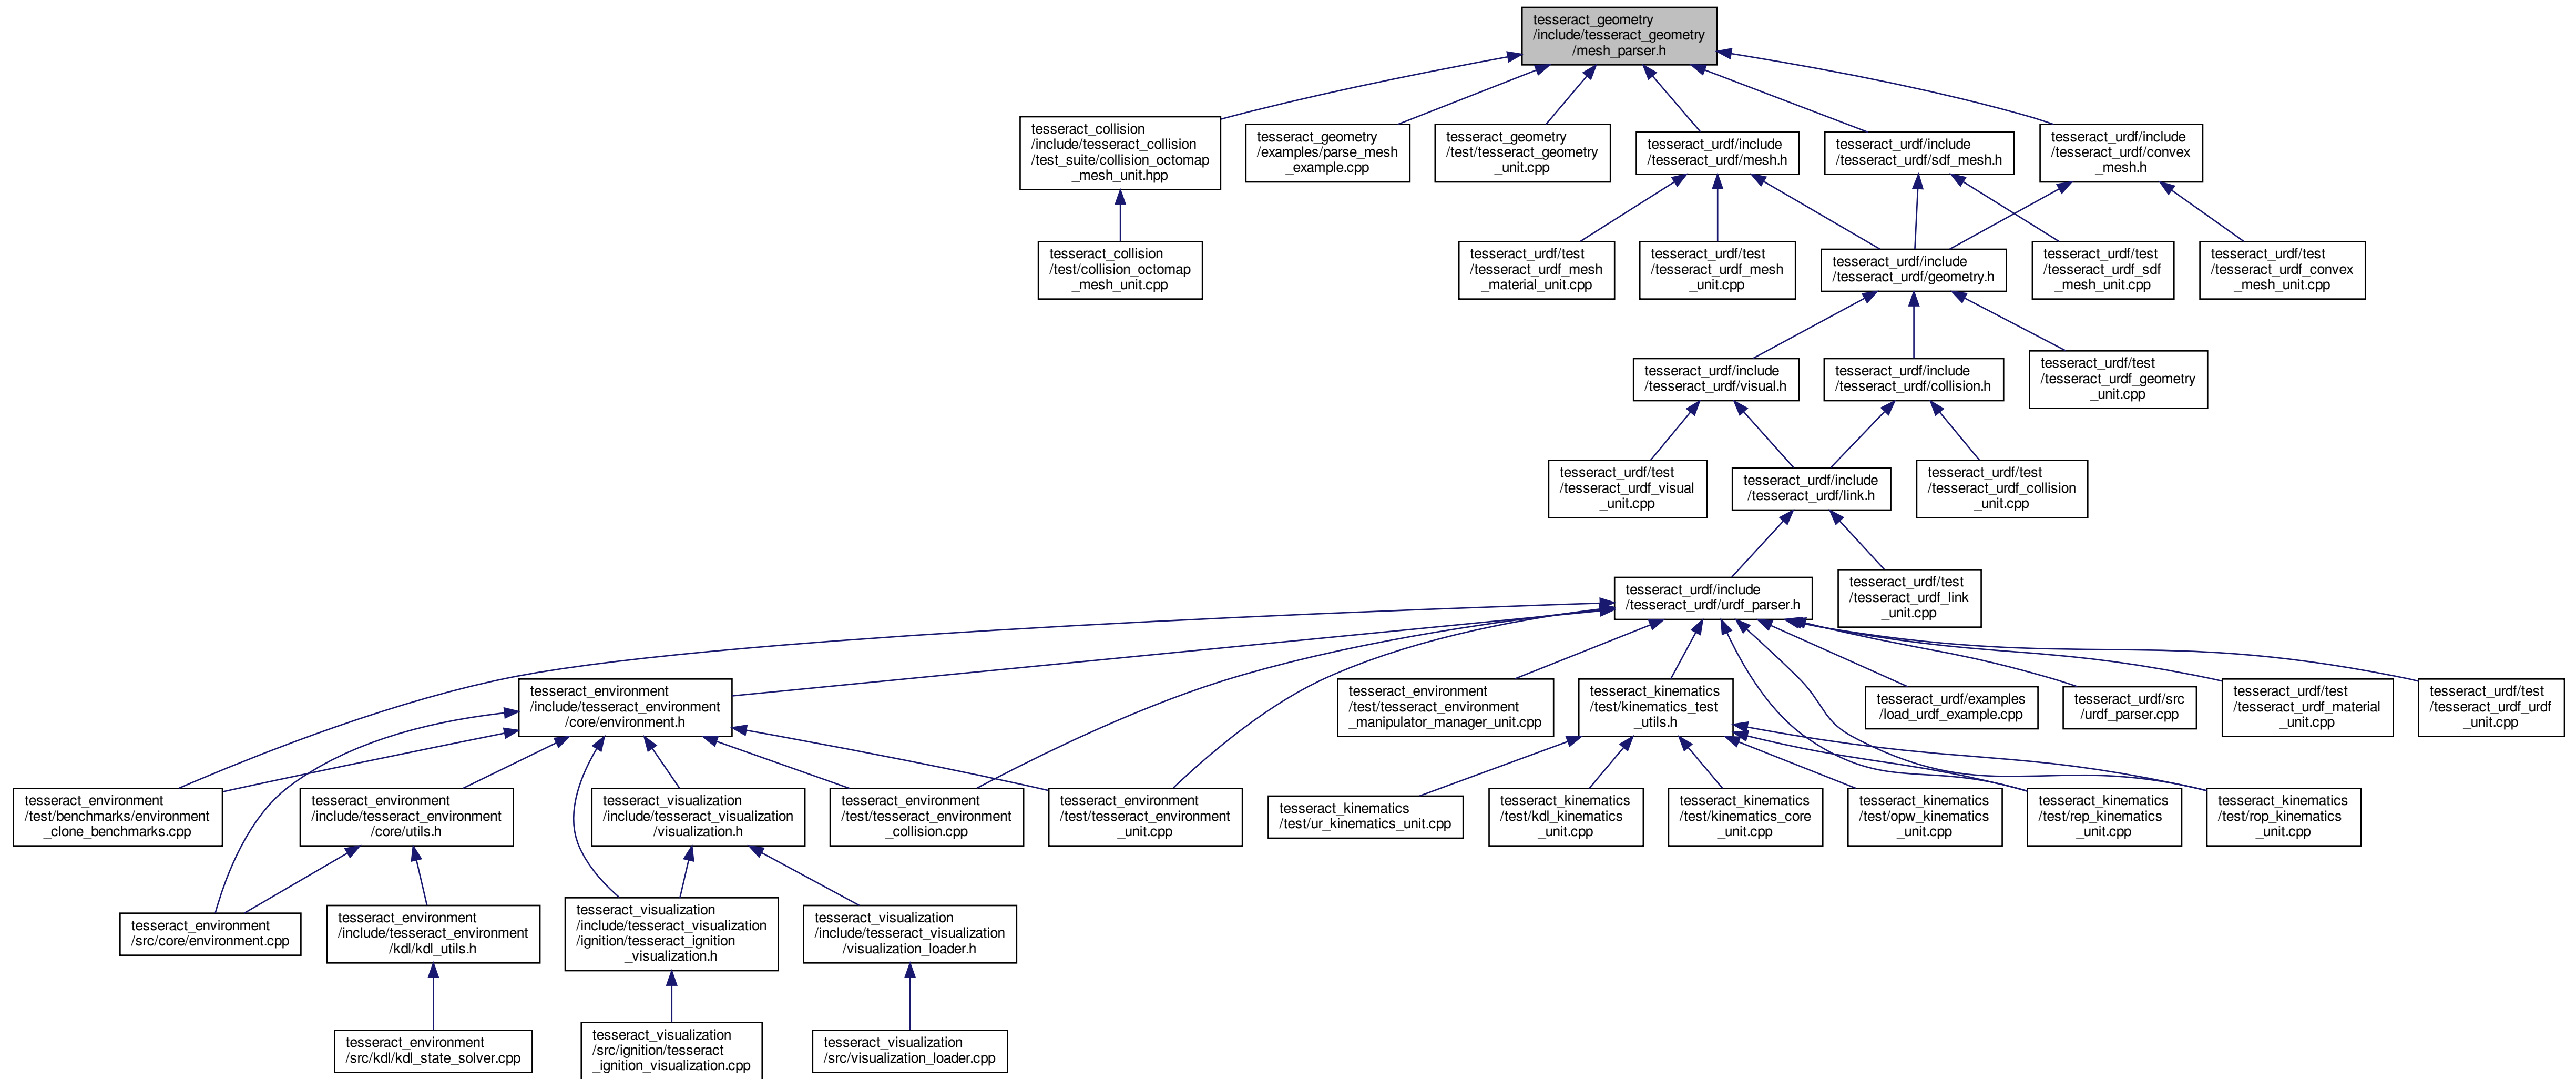 tesseract_geometry
/include/tesseract_geometry
/mesh_parser.h
tesseract_collision
/include/tesseract_collision
/test_suite/collision_octomap
_mesh_unit.hpp
tesseract_geometry
/examples/parse_mesh
_example.cpp
tesseract_geometry
/test/tesseract_geometry
_unit.cpp
tesseract_urdf/include
/tesseract_urdf/mesh.h
tesseract_urdf/include
/tesseract_urdf/sdf_mesh.h
tesseract_urdf/include
/tesseract_urdf/convex
_mesh.h
tesseract_collision
/test/collision_octomap
_mesh_unit.cpp
tesseract_urdf/test
/tesseract_urdf_mesh
_material_unit.cpp
tesseract_urdf/test
/tesseract_urdf_mesh
_unit.cpp
tesseract_urdf/include
/tesseract_urdf/geometry.h
tesseract_urdf/test
/tesseract_urdf_sdf
_mesh_unit.cpp
tesseract_urdf/test
/tesseract_urdf_convex
_mesh_unit.cpp
tesseract_urdf/include
/tesseract_urdf/visual.h
tesseract_urdf/include
/tesseract_urdf/collision.h
tesseract_urdf/test
/tesseract_urdf_geometry
_unit.cpp
tesseract_urdf/test
/tesseract_urdf_visual
_unit.cpp
tesseract_urdf/include
/tesseract_urdf/link.h
tesseract_urdf/test
/tesseract_urdf_collision
_unit.cpp
tesseract_urdf/include
/tesseract_urdf/urdf_parser.h
tesseract_urdf/test
/tesseract_urdf_link
_unit.cpp
tesseract_environment
/include/tesseract_environment
/core/environment.h
tesseract_environment
/test/tesseract_environment
_manipulator_manager_unit.cpp
tesseract_kinematics
/test/kinematics_test
_utils.h
tesseract_urdf/examples
/load_urdf_example.cpp
tesseract_urdf/src
/urdf_parser.cpp
tesseract_urdf/test
/tesseract_urdf_material
_unit.cpp
tesseract_urdf/test
/tesseract_urdf_urdf
_unit.cpp
tesseract_environment
/test/benchmarks/environment
_clone_benchmarks.cpp
tesseract_environment
/include/tesseract_environment
/core/utils.h
tesseract_visualization
/include/tesseract_visualization
/visualization.h
tesseract_environment
/test/tesseract_environment
_collision.cpp
tesseract_environment
/test/tesseract_environment
_unit.cpp
tesseract_kinematics
/test/ur_kinematics_unit.cpp
tesseract_kinematics
/test/kdl_kinematics
_unit.cpp
tesseract_kinematics
/test/kinematics_core
_unit.cpp
tesseract_kinematics
/test/opw_kinematics
_unit.cpp
tesseract_kinematics
/test/rep_kinematics
_unit.cpp
tesseract_kinematics
/test/rop_kinematics
_unit.cpp
tesseract_environment
/src/core/environment.cpp
tesseract_environment
/include/tesseract_environment
/kdl/kdl_utils.h
tesseract_visualization
/include/tesseract_visualization
/ignition/tesseract_ignition
_visualization.h
tesseract_visualization
/include/tesseract_visualization
/visualization_loader.h
tesseract_environment
/src/kdl/kdl_state_solver.cpp
tesseract_visualization
/src/ignition/tesseract
_ignition_visualization.cpp
tesseract_visualization
/src/visualization_loader.cpp